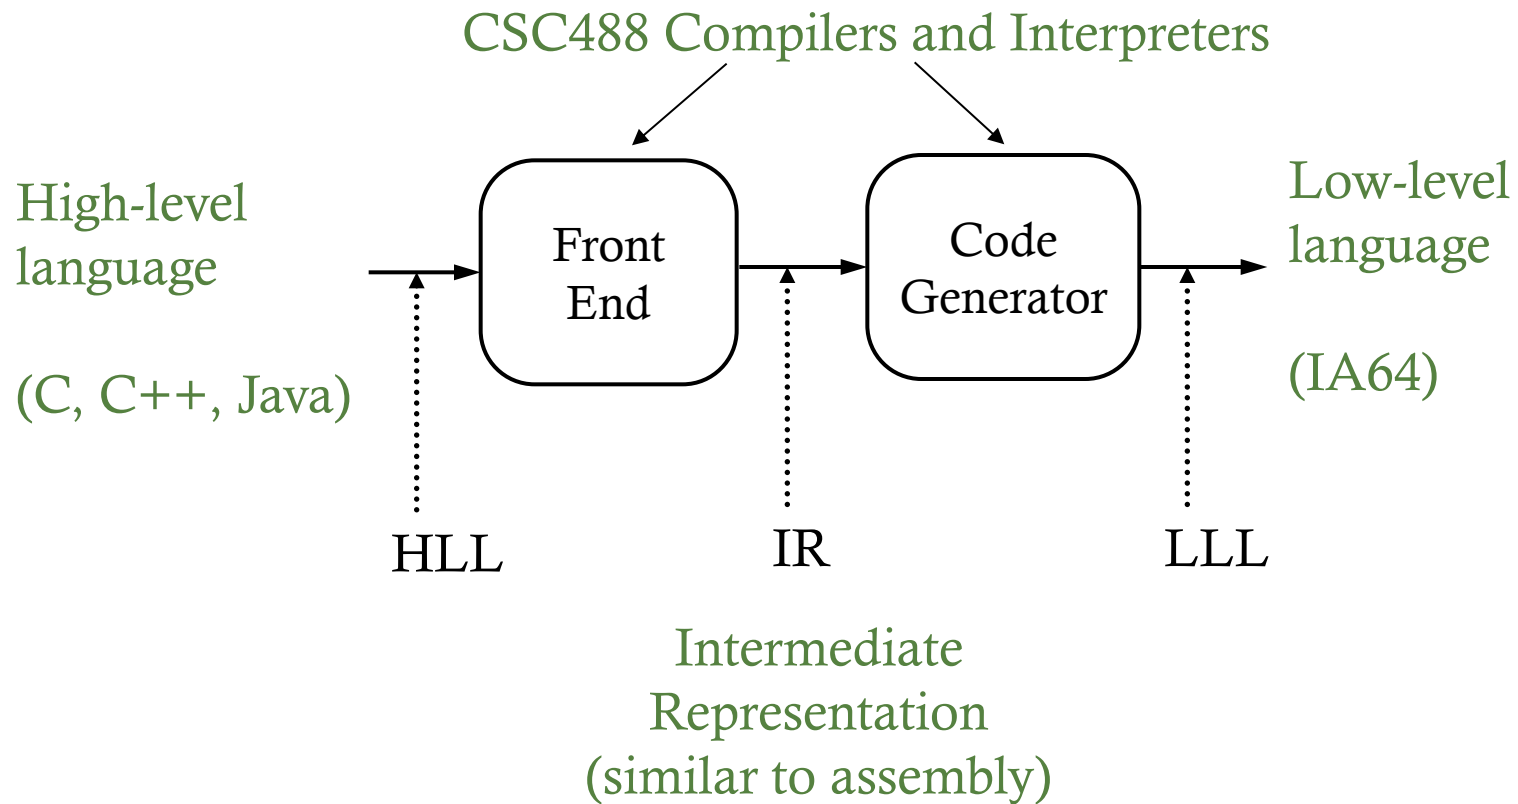 CSC488 Compilers and Interpreters
High-level
language
(C, C++, Java)
Front
End
Code
Generator
Low-level
language
(IA64)
HLL
IR
LLL
Intermediate
Representation
(similar to assembly)